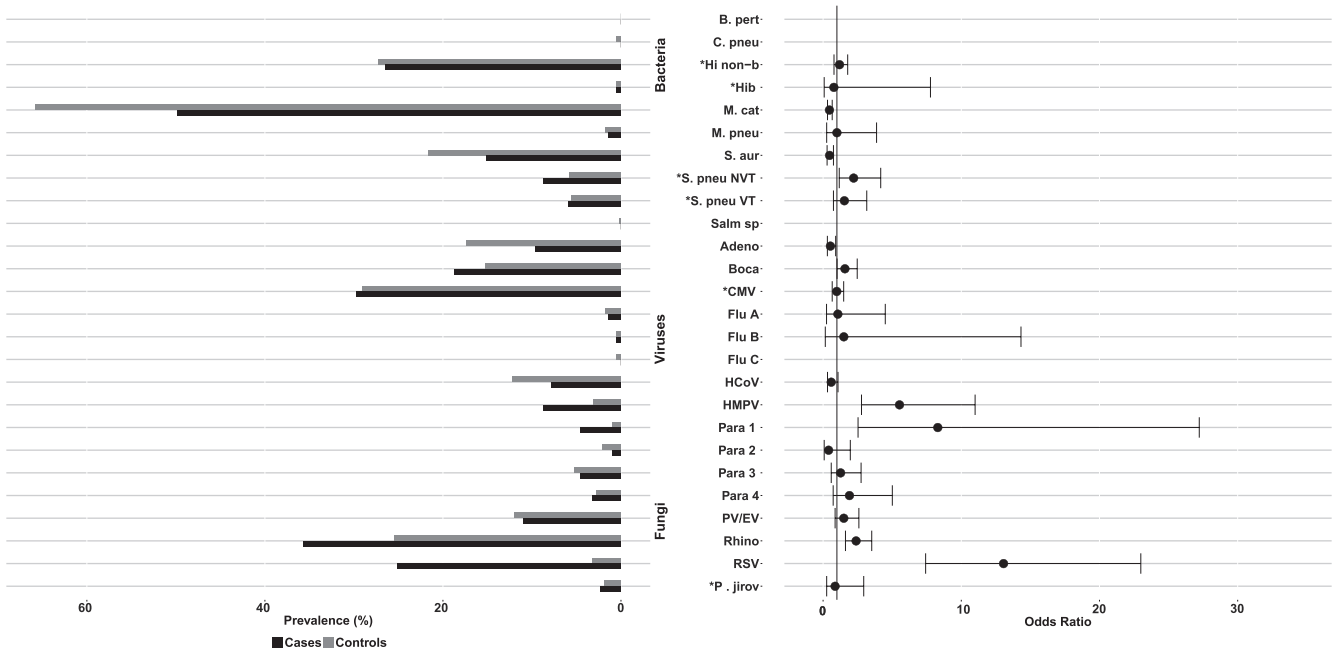 Bacteria
Viruses
Fungi
B. pert
C. pneu
*Hi non−b
*Hib
M. cat
M. pneu
S. aur
*S. pneu NVT
*S. pneu VT
Salm sp
Adeno
Boca
*CMV
Flu A
Flu B
Flu C
HCoV
HMPV
Para 1
Para 2
Para 3
Para 4
PV/EV
Rhino
RSV
*P . jirov
60 40 20 0
Prevalence (%)
Cases Controls
0 10 20 30
Odds Ratio